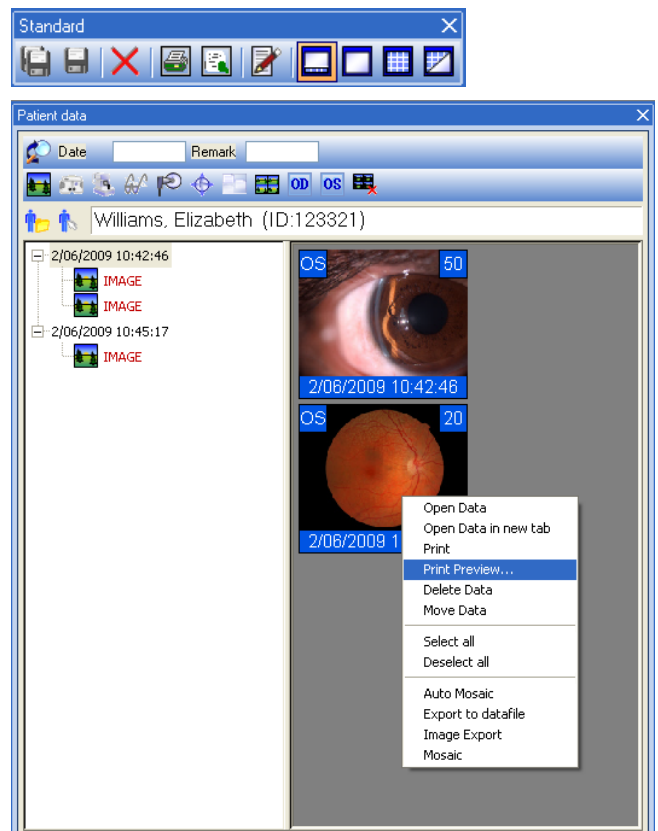 Standard
Patient data
Date Remark
OD OS
Williams, Elizabeth (ID:123321)
2/06/2009 10:42:46
IMAGE
IMAGE
2/06/2009 10:45:17
IMAGE
OS 50
2/06/2009 10:42:46
OS 20
2/06/2009 1
Open Data
Open Data in new tab
Print
Print Preview...
Delete Data
Move Data
Select all
Deselect all
Auto Mosaic
Export to datafile
Image Export
Mosaic